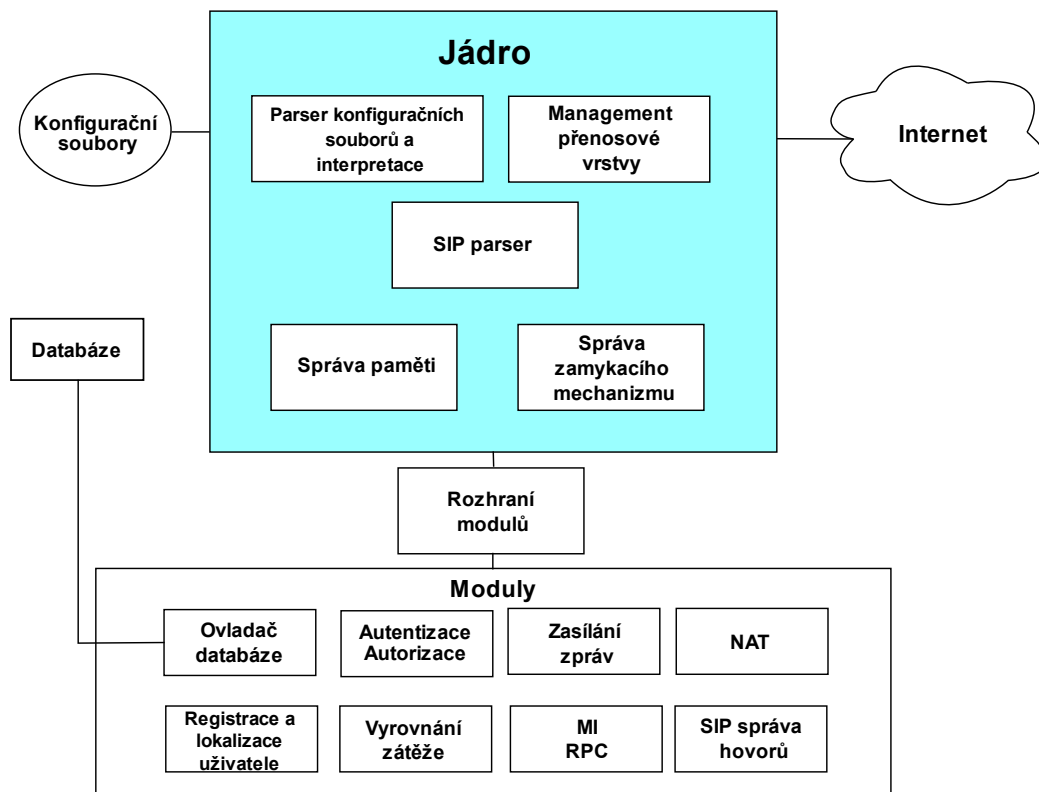 Jádro
Konfigurační
soubory
Parser konfiguračních
souborů a
interpretace
Management
přenosové
vrstvy
Internet
SIP parser
Databáze
Správa paměti
Správa
zamykacího
mechanizmu
Rozhraní
modulů
Moduly
Ovladač
databáze
Autentizace
Autorizace
Zasílání
zpráv
NAT
Registrace a
lokalizace
uživatele
Vyrovnání
zátěže
MI
RPC
SIP správa
hovorů